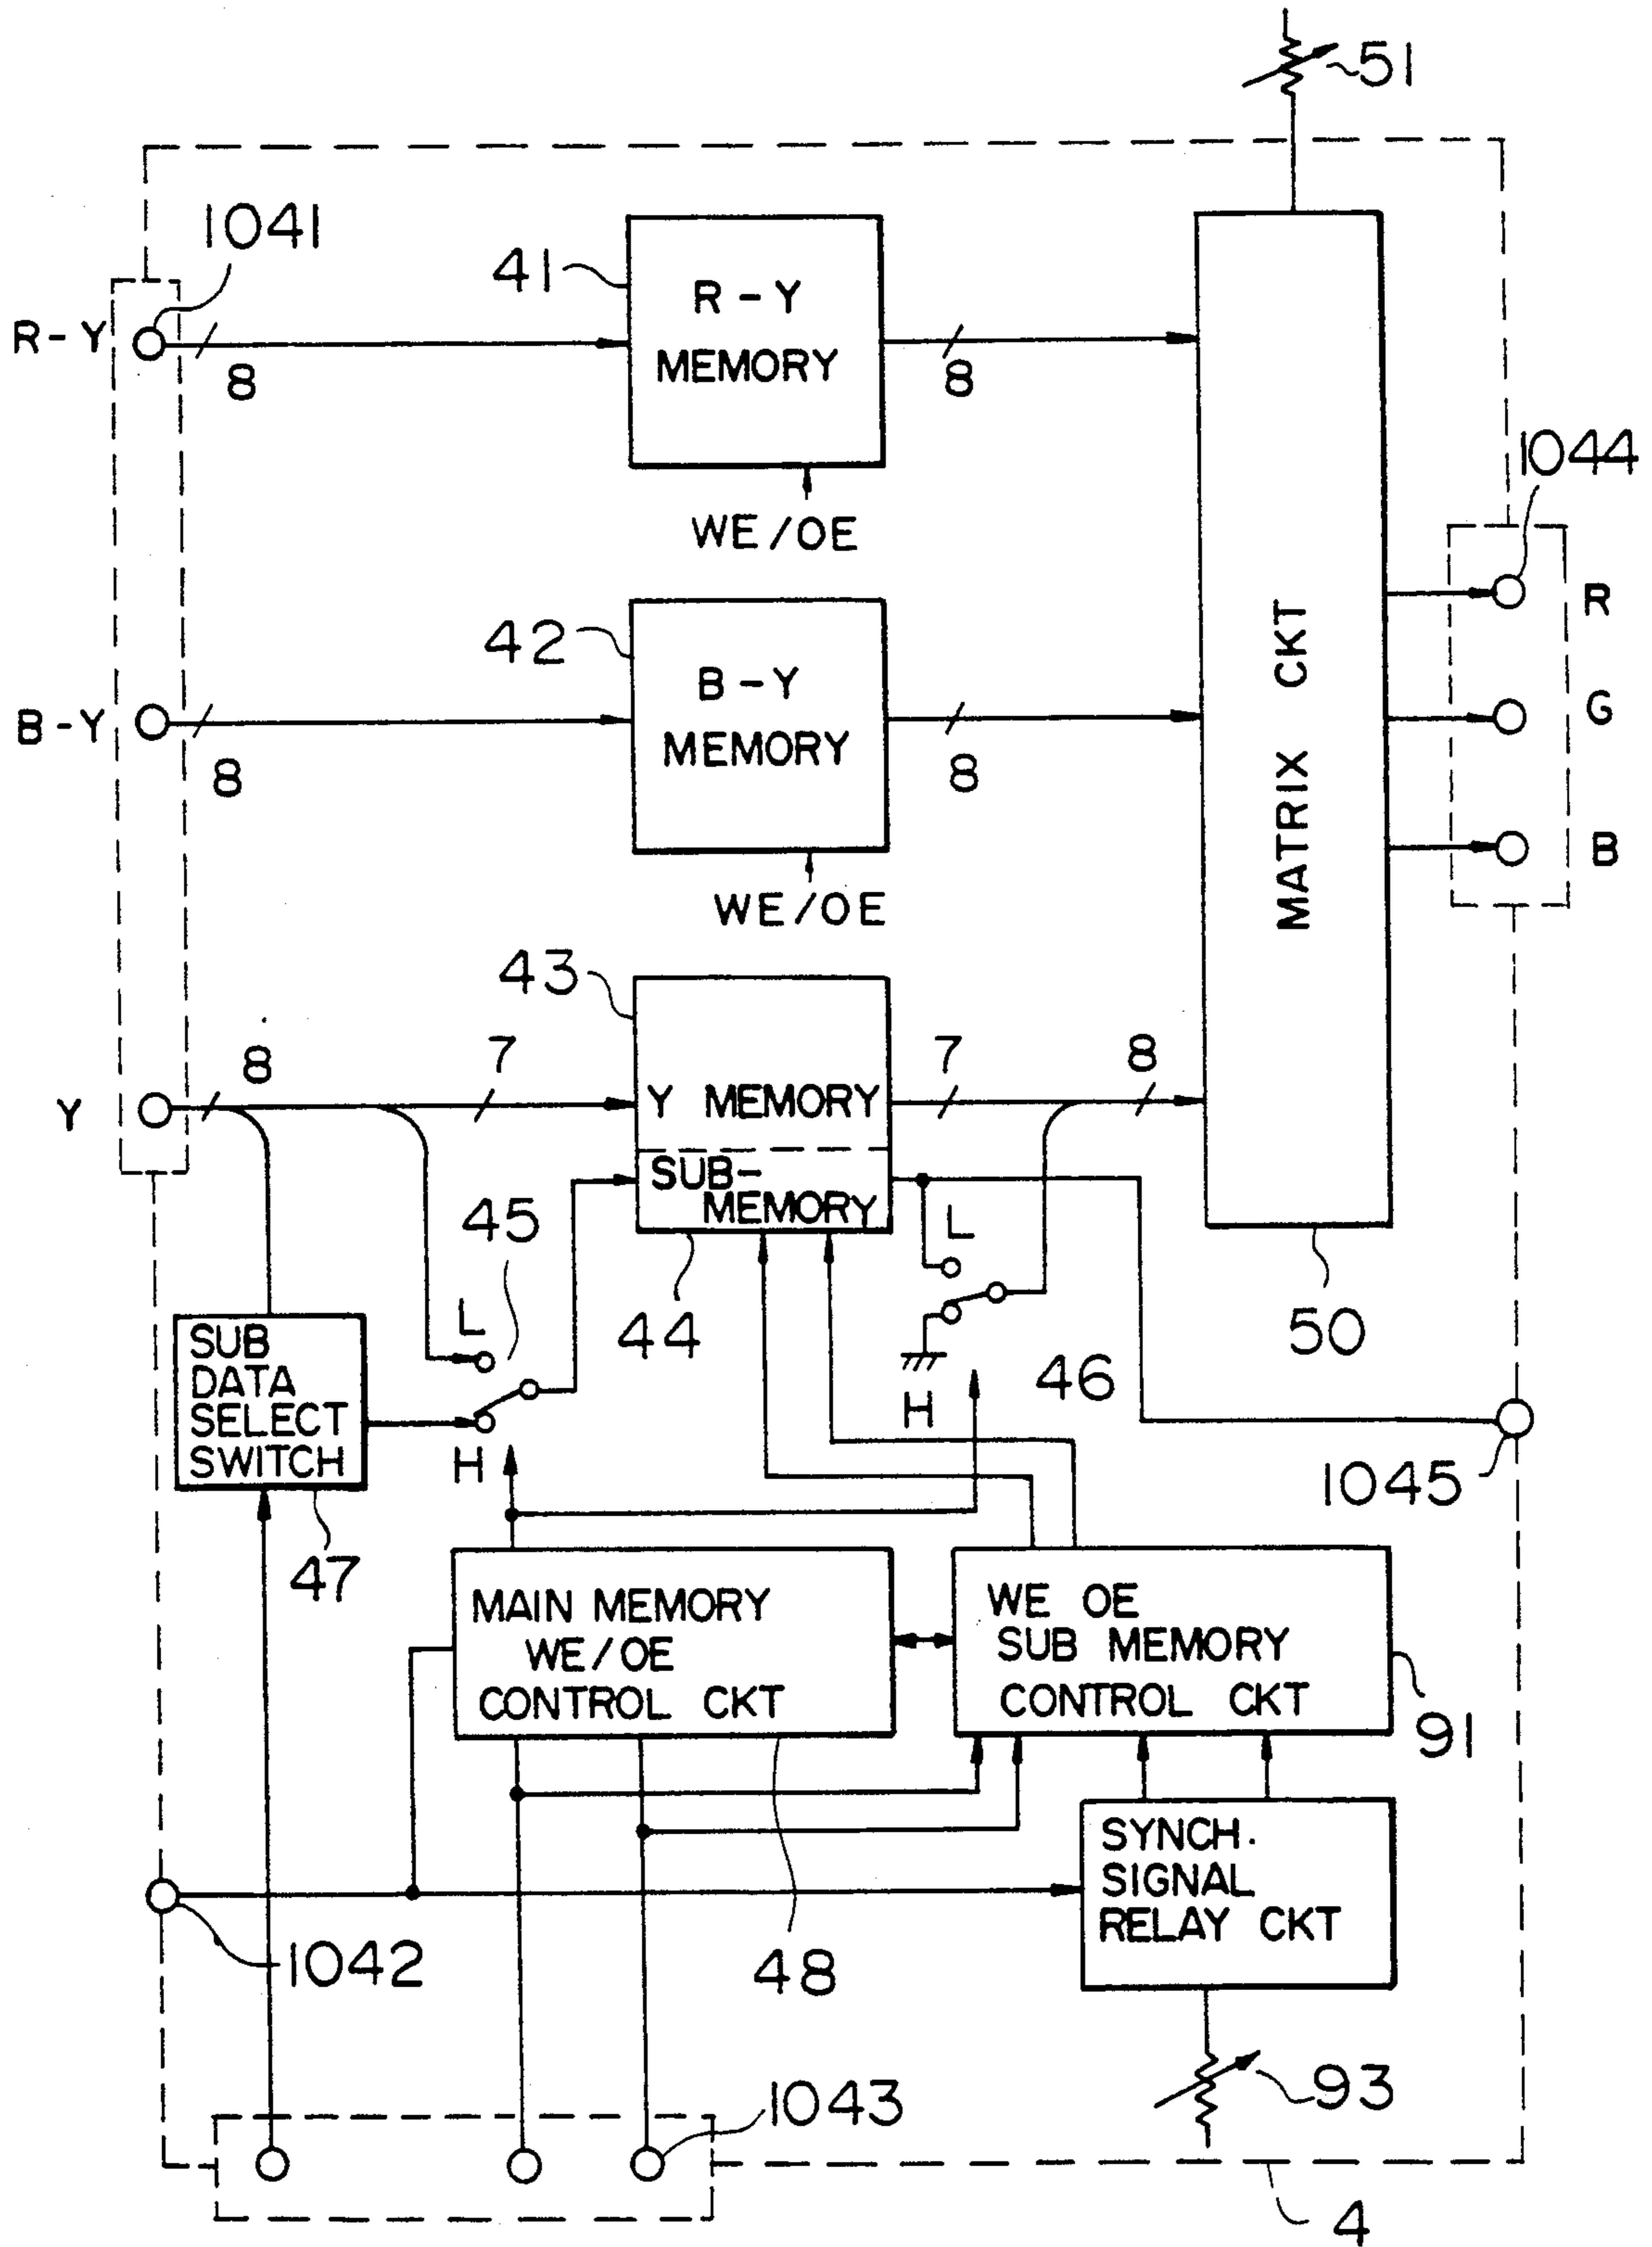 51
1041
41
R-Y
8
R-Y
MEMORY
8
WE/OE
1044
42
B-Y
8
B-Y
MEMORY
8
WE/OE
MATRIX CKT
R
G
B
43
Y
8
7
Y MEMORY
7
8
SUB-
MEMORY
45
L
44
L
50
SUB
DATA
SELECT
SWITCH
H
H
46
1045
47
MAIN MEMORY
WE/OE
CONTROL CKT
WE OE
SUB MEMORY
CONTROL CKT
91
SYNCH.
SIGNAL
RELAY CKT
1042
48
93
1043
4